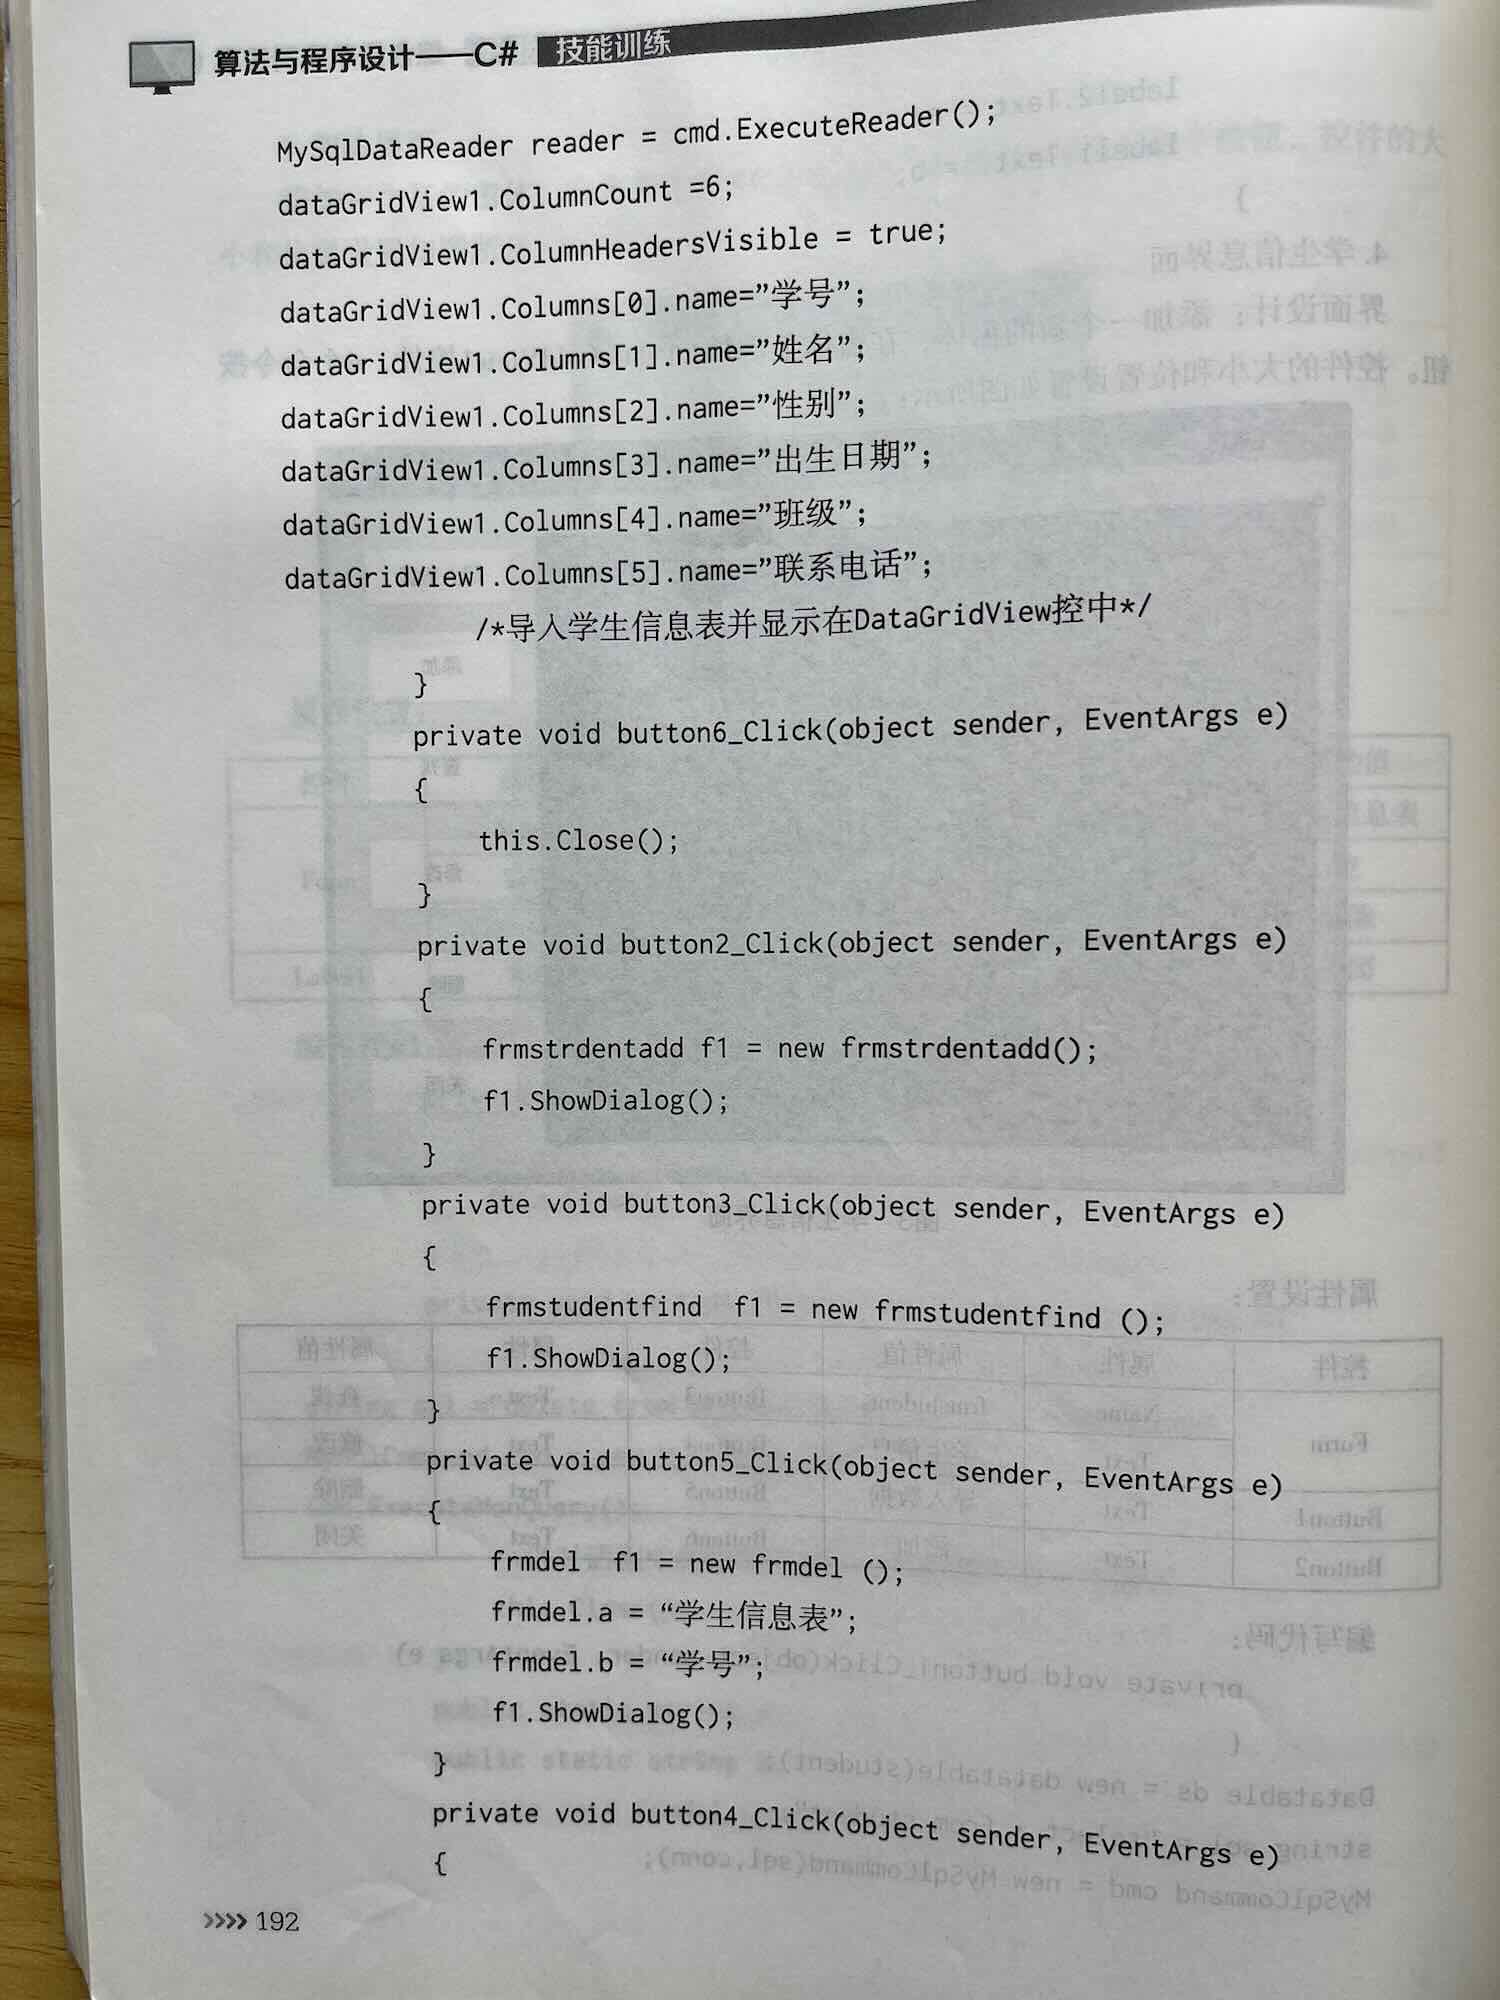 算法与程序设计——C# 技能训练
MySqlDataReader reader = cmd.ExecuteReader();
dataGridView1.ColumnCount =6;
dataGridView1.ColumnHeadersVisible = true;
dataGridView1.Columns[0].name=”学号”;
dataGridView1.Columns[1].name=”姓名”;
dataGridView1.Columns[2].name=”性别”;
dataGridView1.Columns[3].name=”出生日期”;
dataGridView1.Columns[4].name=”班级”;
dataGridView1.Columns[5].name=”联系电话”;
/*导入学生信息表并显示在DataGridView控中*/
}
private void button6_Click(object sender, EventArgs e)
{
this.Close();
}
private void button2_Click(object sender, EventArgs e)
{
frmstrdentadd f1 = new frmstrdentadd();
f1.ShowDialog();
}
private void button3_Click(object sender, EventArgs e)
{
frmstudentfind f1 = new frmstudentfind ();
f1.ShowDialog();
}
private void button5_Click(object sender, EventArgs e)
{
frmdel f1 = new frmdel ();
frmdel.a = “学生信息表”;
frmdel.b = “学号”;
f1.ShowDialog();
}
private void button4_Click(object sender, EventArgs e)
{
>>>> 192